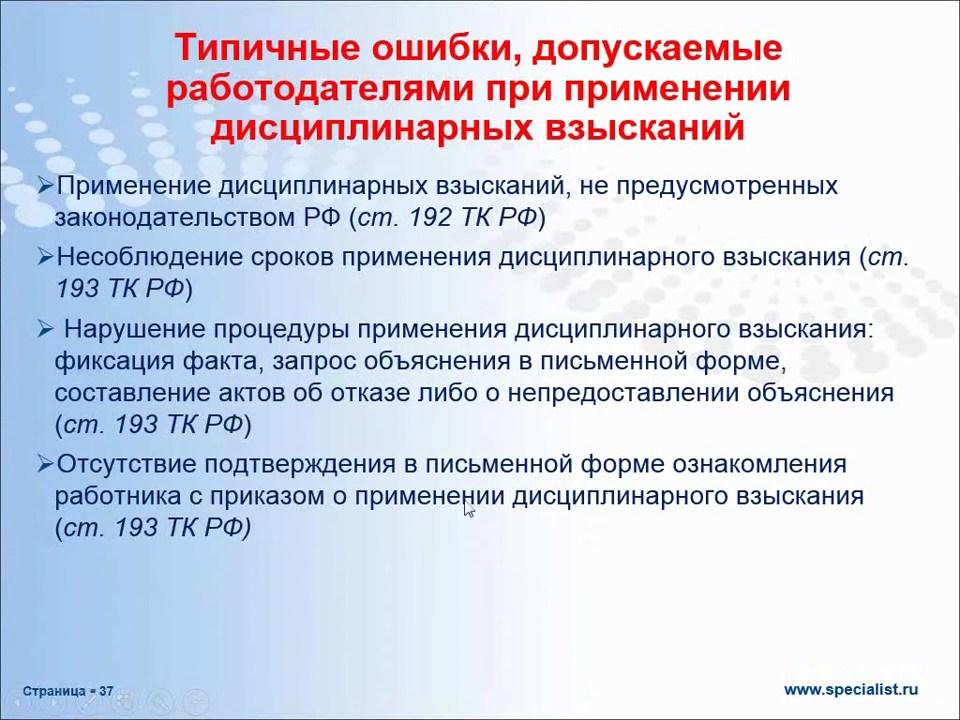 Типичные ошибки, допускаемые
работодателями при применении
дисциплинарных взысканий
➢Применение дисциплинарных взысканий, не предусмотренных
законодательством РФ (ст. 192 ТК РФ)
➢Несоблюдение сроков применения дисциплинарного взыскания (ст.
193 ТК РФ)
➢ Нарушение процедуры применения дисциплинарного взыскания:
фиксация факта, запрос объяснения в письменной форме,
составление актов об отказе либо о непредоставлении объяснения
(ст. 193 ТК РФ)
➢Отсутствие подтверждения в письменной форме ознакомления
работника с приказом о применении дисциплинарного взыскания
(ст. 193 ТК РФ)
Страница = 37
www.specialist.ru